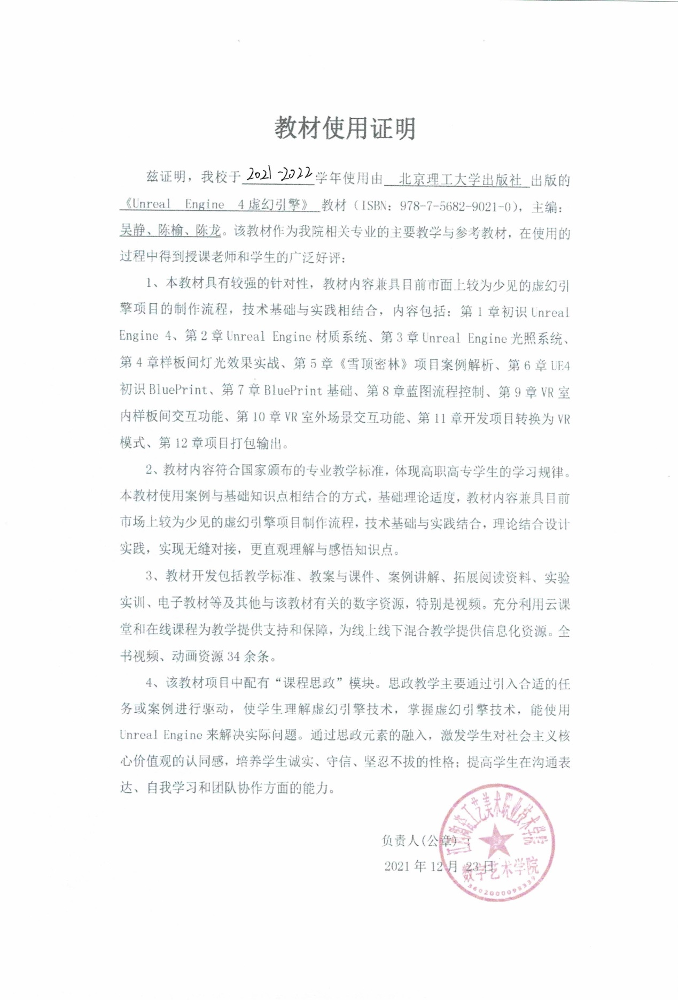 教材使用证明
兹证明，我校于 2021-2022 学年使用由 北京理工大学出版社 出版的
《Unreal Engine 4虚幻引擎》 教材（ISBN：978-7-5682-9021-0），主编：
吴静、陈榆、陈龙。该教材作为我院相关专业的主要教学与参考教材，在使用的
过程中得到授课老师和学生的广泛好评：
1、本教材具有较强的针对性，教材内容兼具目前市面上较为少见的虚幻引
擎项目的制作流程，技术基础与实践相结合，内容包括：第 1 章初识 Unreal
Engine 4、第 2 章 Unreal Engine 材质系统、第 3 章 Unreal Engine 光照系统、
第 4 章样板间灯光效果实战、第 5 章《雪顶密林》项目案例解析、第 6 章 UE4
初识 BluePrint、第 7 章 BluePrint 基础、第 8 章蓝图流程控制、第 9 章 VR 室
内样板间交互功能、第 10 章 VR 室外场景交互功能、第 11 章开发项目转换为 VR
模式、第 12 章项目打包输出。
2、教材内容符合国家颁布的专业教学标准，体现高职高专学生的学习规律。
本教材使用案例与基础知识点相结合的方式，基础理论适度，教材内容兼具目前
市场上较为少见的虚幻引擎项目制作流程，技术基础与实践结合，理论结合设计
实践，实现无缝对接，更直观理解与感悟知识点。
3、教材开发包括教学标准、教案与课件、案例讲解、拓展阅读资料、实验
实训、电子教材等及其他与该教材有关的数字资源，特别是视频。充分利用云课
堂和在线课程为教学提供支持和保障，为线上线下混合教学提供信息化资源。全
书视频、动画资源 34 余条。
4、该教材项目中配有“课程思政”模块。思政教学主要通过引入合适的任
务或案例进行驱动，使学生理解虚幻引擎技术，掌握虚幻引擎技术，能使用
Unreal Engine 来解决实际问题。通过思政元素的融入，激发学生对社会主义核
心价值观的认同感，培养学生诚实、守信、坚忍不拔的性格；提高学生在沟通表
达、自我学习和团队协作方面的能力。
江西陶瓷工艺美术职业技术学院
负责人（公章）：
2021 年 12 月 23 日
数字艺术学院
3602000098339